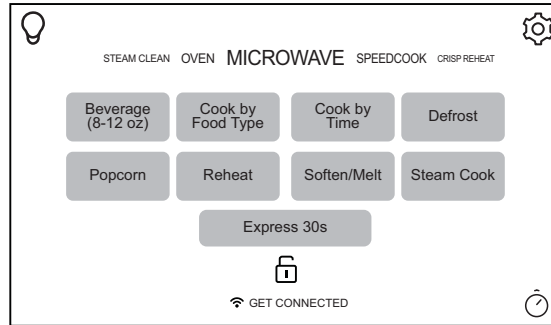 STEAM CLEAN OVEN MICROWAVE SPEEDCOOK CRISP REHEAT
Beverage
(8-12 oz)
Cook by
Food Type
Cook by
Time
Defrost
Popcorn
Reheat
Soften/Melt
Steam Cook
Express 30s
GET CONNECTED